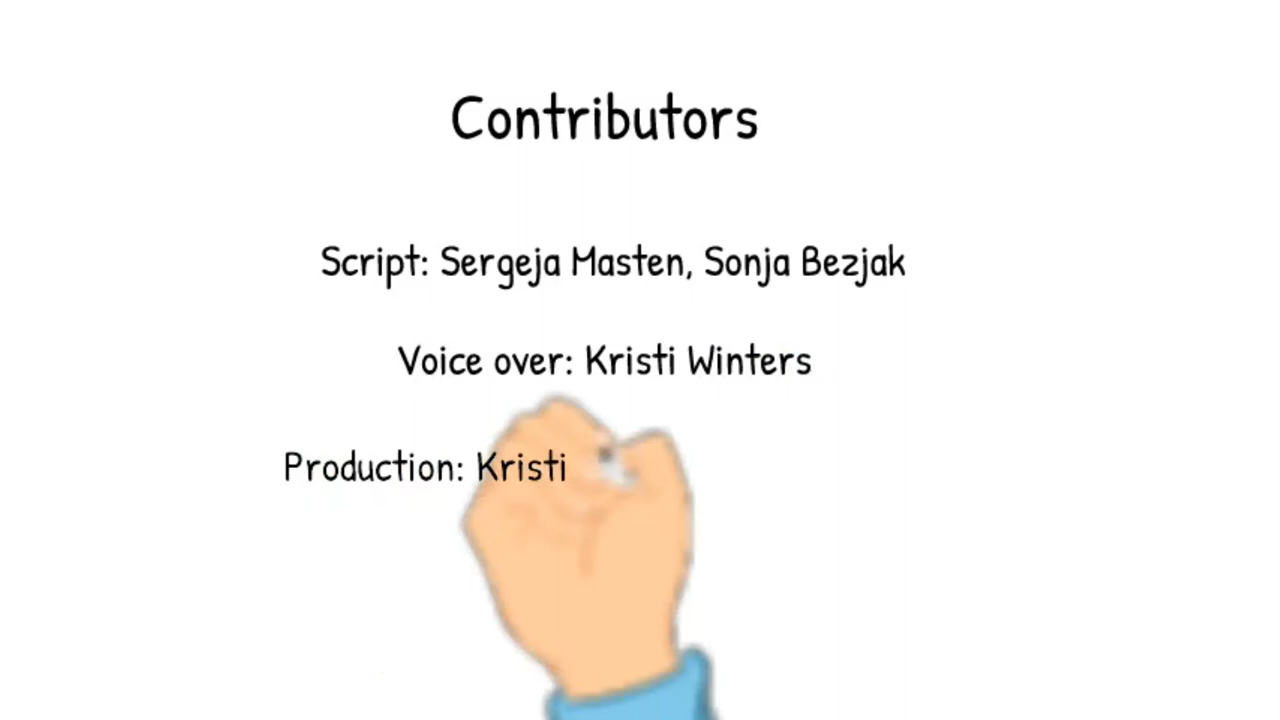 Contributors
Script: Sergeja Masten, Sonja Bezjak
Voice over: Kristi Winters
Production: Kristi